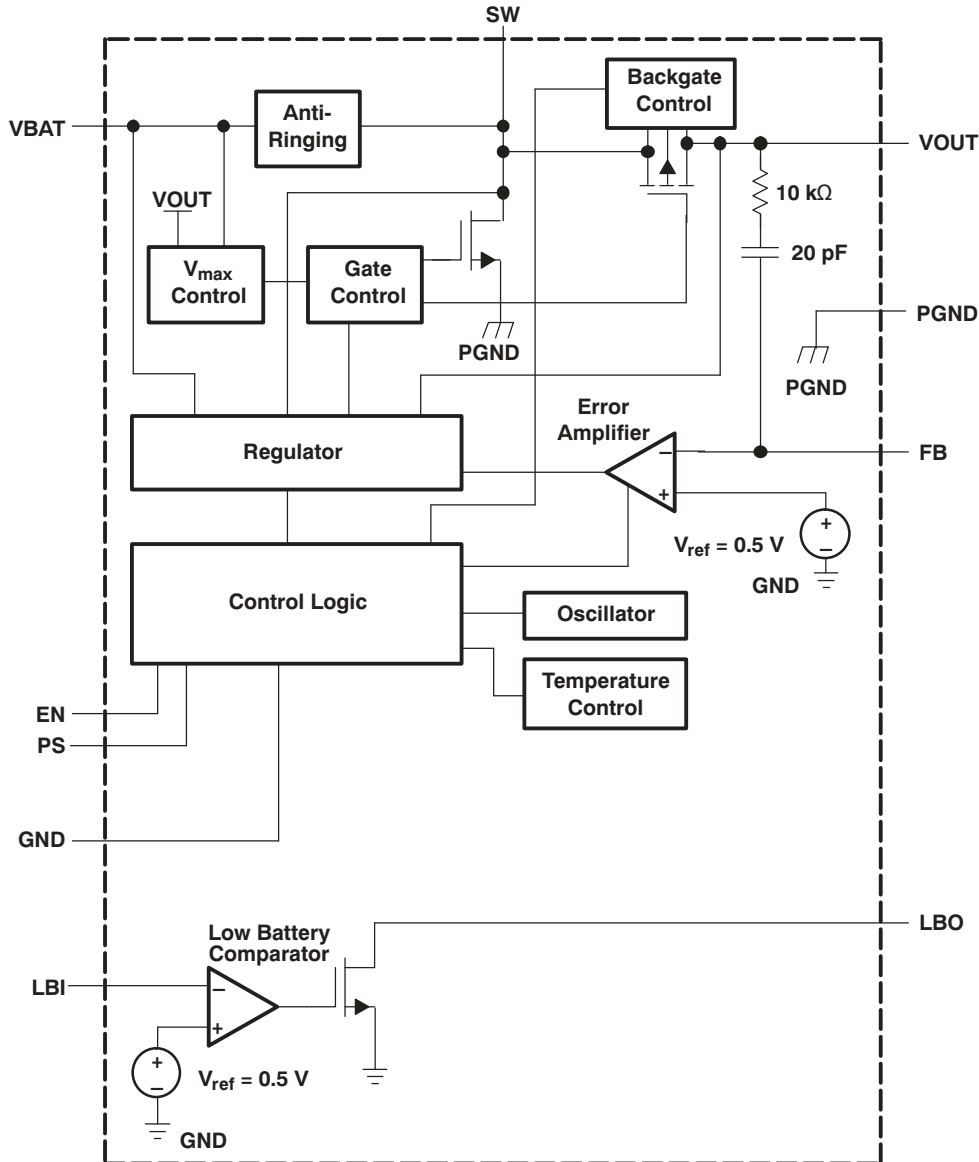 SW
Backgate
Control
Anti-
Ringing
VBAT
VOUT
VOUT
10 kΩ
20 pF
Vmax
Control
Gate
Control
PGND
PGND
PGND
Error
Amplifier
Regulator
−
+
FB
+
−
Vref = 0.5 V
GND
Control Logic
Oscillator
Temperature
Control
EN
PS
GND
LBO
Low Battery
Comparator
LBI
−
+
+
−
Vref = 0.5 V
GND